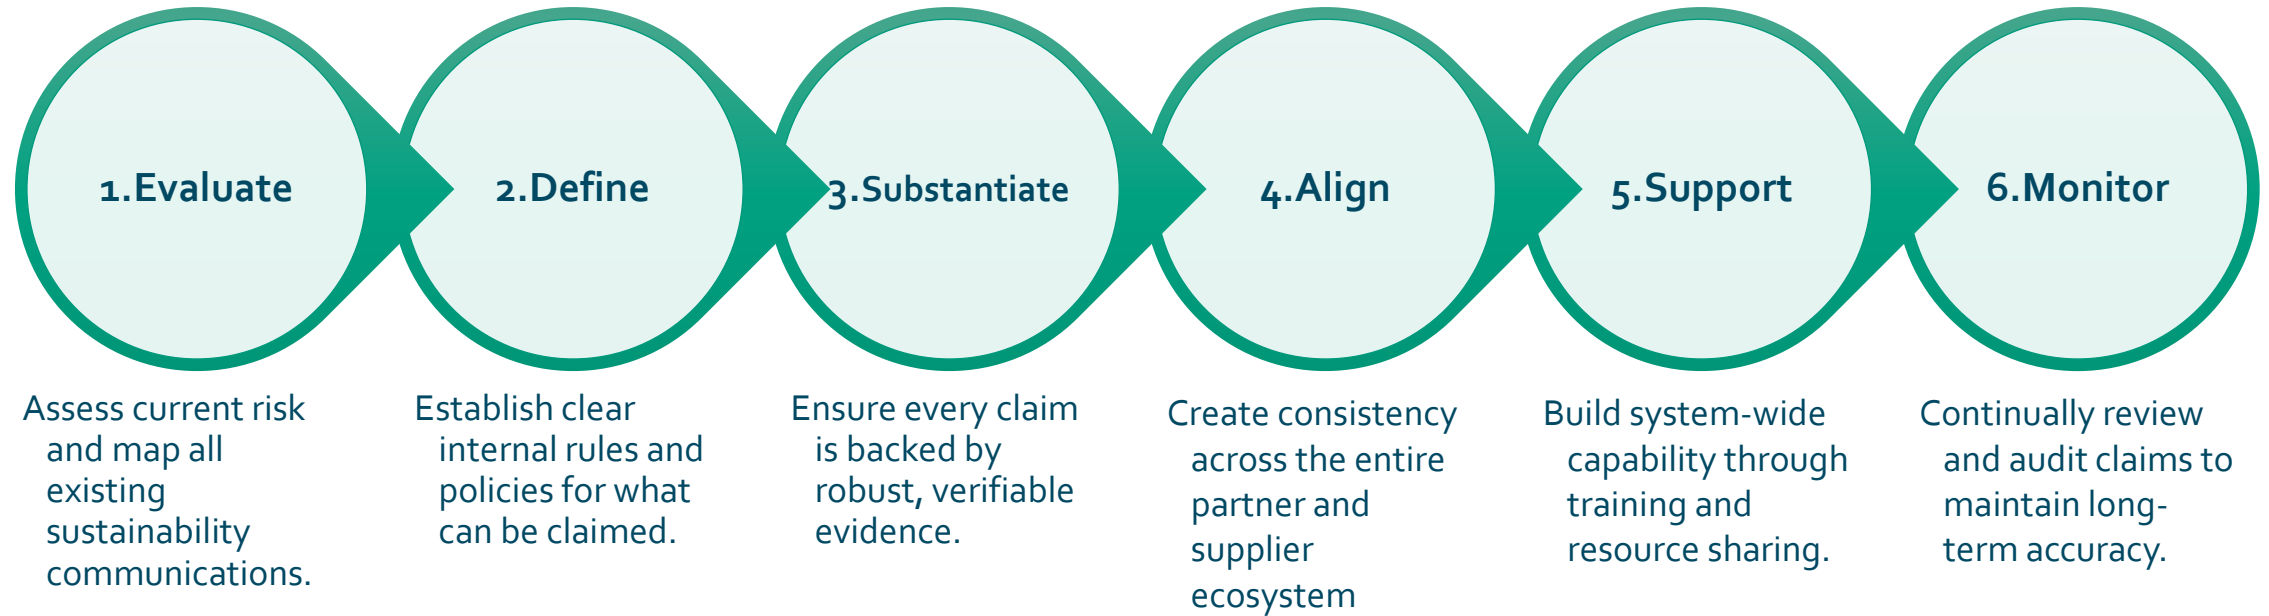 1.Evaluate
2.Define
3.Substantiate
4.Align
5.Support
6.Monitor
Assess current risk
and map all
existing
sustainability
communications.
Establish clear
internal rules and
policies for what
can be claimed.
Ensure every claim
is backed by
robust, verifiable
evidence.
Create consistency
across the entire
partner and
supplier
ecosystem
Build system-wide
capability through
training and
resource sharing.
Continually review
and audit claims to
maintain long-
term accuracy.